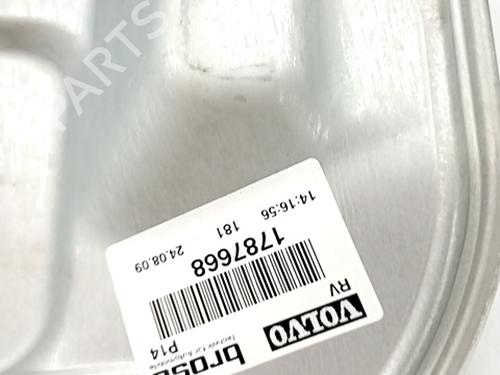 brose
Technik für Automobile
P14
VOLVO
RV
1787668
181
24.08.09
14:16:56
PARTS